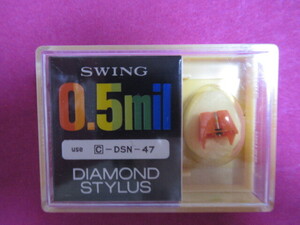 SWING
0.5mil
use C-DSN-47
DIAMOND
STYLUS